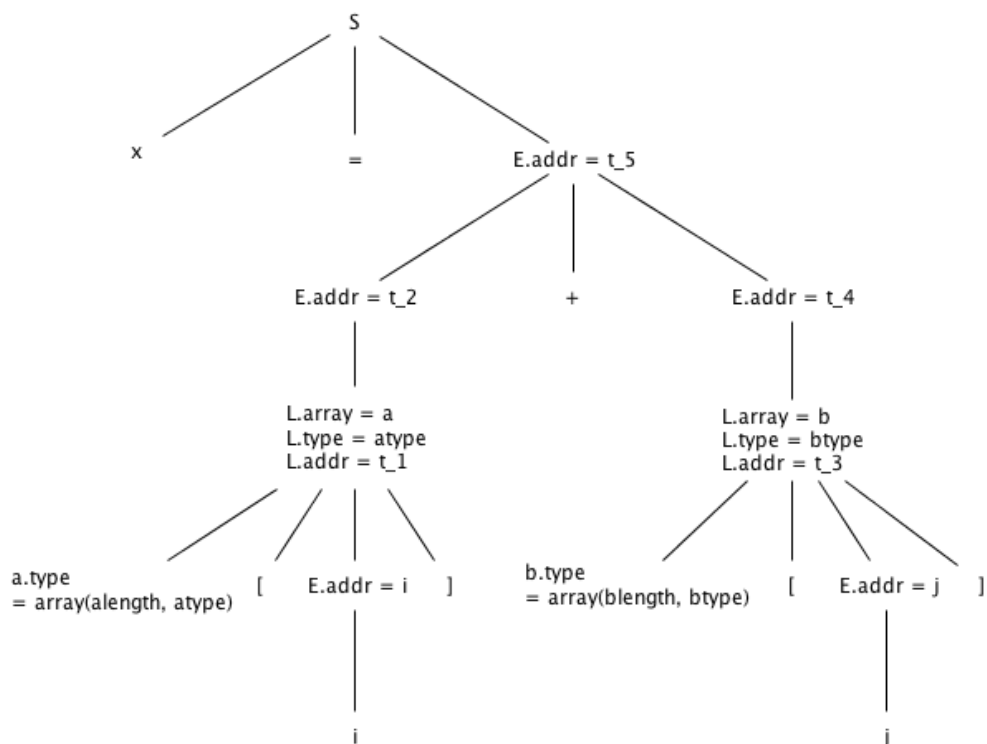 S
x
=
E.addr = t_5
E.addr = t_2
+
E.addr = t_4
L.array = a
L.type = atype
L.addr = t_1
L.array = b
L.type = btype
L.addr = t_3
a.type
= array(alength, atype)
[
E.addr = i
]
b.type
= array(blength, btype)
[
E.addr = j
]
i
j